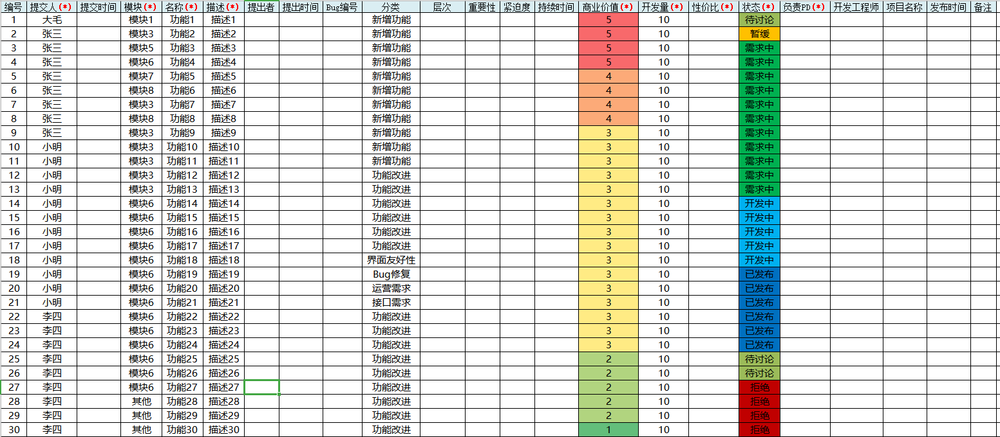 编号 提交人(*) 提交时间 模块(*) 名称(*) 描述(*) 提出者 提出时间 Bug编号 分类 层次 重要性 紧迫度 持续时间 商业价值(*) 开发量(*) 性价比(*) 状态(*) 负责PD(*) 开发工程师 项目名称 发布时间 备注
1 大毛 模块1 功能1 描述1 新增功能 5 10 待讨论
2 张三 模块3 功能2 描述2 新增功能 5 10 暂缓
3 张三 模块5 功能3 描述3 新增功能 5 10 需求中
4 张三 模块6 功能4 描述4 新增功能 5 10 需求中
5 张三 模块7 功能5 描述5 新增功能 4 10 需求中
6 张三 模块8 功能6 描述6 新增功能 4 10 需求中
7 张三 模块3 功能7 描述7 新增功能 4 10 需求中
8 张三 模块8 功能8 描述8 新增功能 4 10 需求中
9 张三 模块3 功能9 描述9 新增功能 3 10 需求中
10 小明 模块3 功能10 描述10 新增功能 3 10 需求中
11 小明 模块3 功能11 描述11 新增功能 3 10 需求中
12 小明 模块3 功能12 描述12 功能改进 3 10 需求中
13 小明 模块3 功能13 描述13 功能改进 3 10 需求中
14 小明 模块6 功能14 描述14 功能改进 3 10 开发中
15 小明 模块6 功能15 描述15 功能改进 3 10 开发中
16 小明 模块6 功能16 描述16 功能改进 3 10 开发中
17 小明 模块6 功能17 描述17 功能改进 3 10 开发中
18 小明 模块6 功能18 描述18 界面友好性 3 10 开发中
19 小明 模块6 功能19 描述19 Bug修复 3 10 已发布
20 小明 模块6 功能20 描述20 运营需求 3 10 已发布
21 小明 模块6 功能21 描述21 接口需求 3 10 已发布
22 李四 模块6 功能22 描述22 功能改进 3 10 已发布
23 李四 模块6 功能23 描述23 功能改进 3 10 已发布
24 李四 模块6 功能24 描述24 功能改进 3 10 已发布
25 李四 模块6 功能25 描述25 功能改进 2 10 待讨论
26 李四 模块6 功能26 描述26 功能改进 2 10 待讨论
27 李四 模块6 功能27 描述27 功能改进 2 10 拒绝
28 李四 其他 功能28 描述28 功能改进 2 10 拒绝
29 李四 其他 功能29 描述29 功能改进 2 10 拒绝
30 李四 其他 功能30 描述30 功能改进 1 10 拒绝